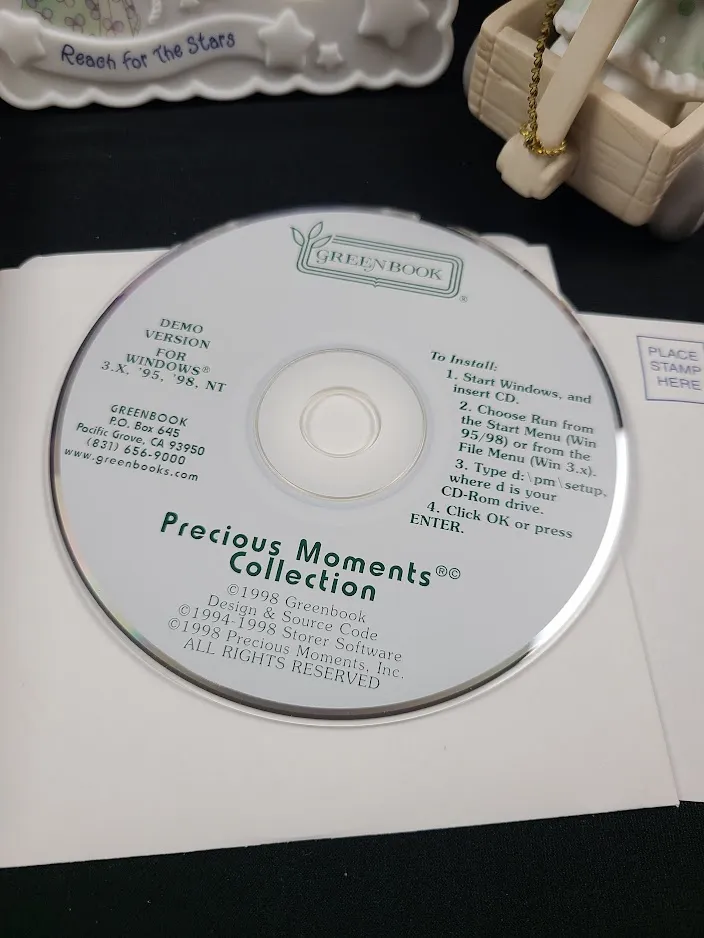 Reach for The Stars
GREENBOOK
®
DEMO
VERSION
FOR
WINDOWS®
3.X, '95, '98, NT
GREENBOOK
P.O. Box 645
Pacific Grove, CA 93950
(831) 656-9000
www.greenbooks.com
To Install:
1. Start Windows, and
insert CD.
2. Choose Run from
the Start Menu (Win
95/98) or from the
File Menu (Win 3.x).
3. Type d:\pm\setup,
where d is your
CD-Rom drive.
4. Click OK or press
ENTER.
Precious Moments®©
Collection
©1998 Greenbook
Design & Source Code
©1994-1998 Storer Software
©1998 Precious Moments, Inc.
ALL RIGHTS RESERVED
PLACE
STAMP
HERE